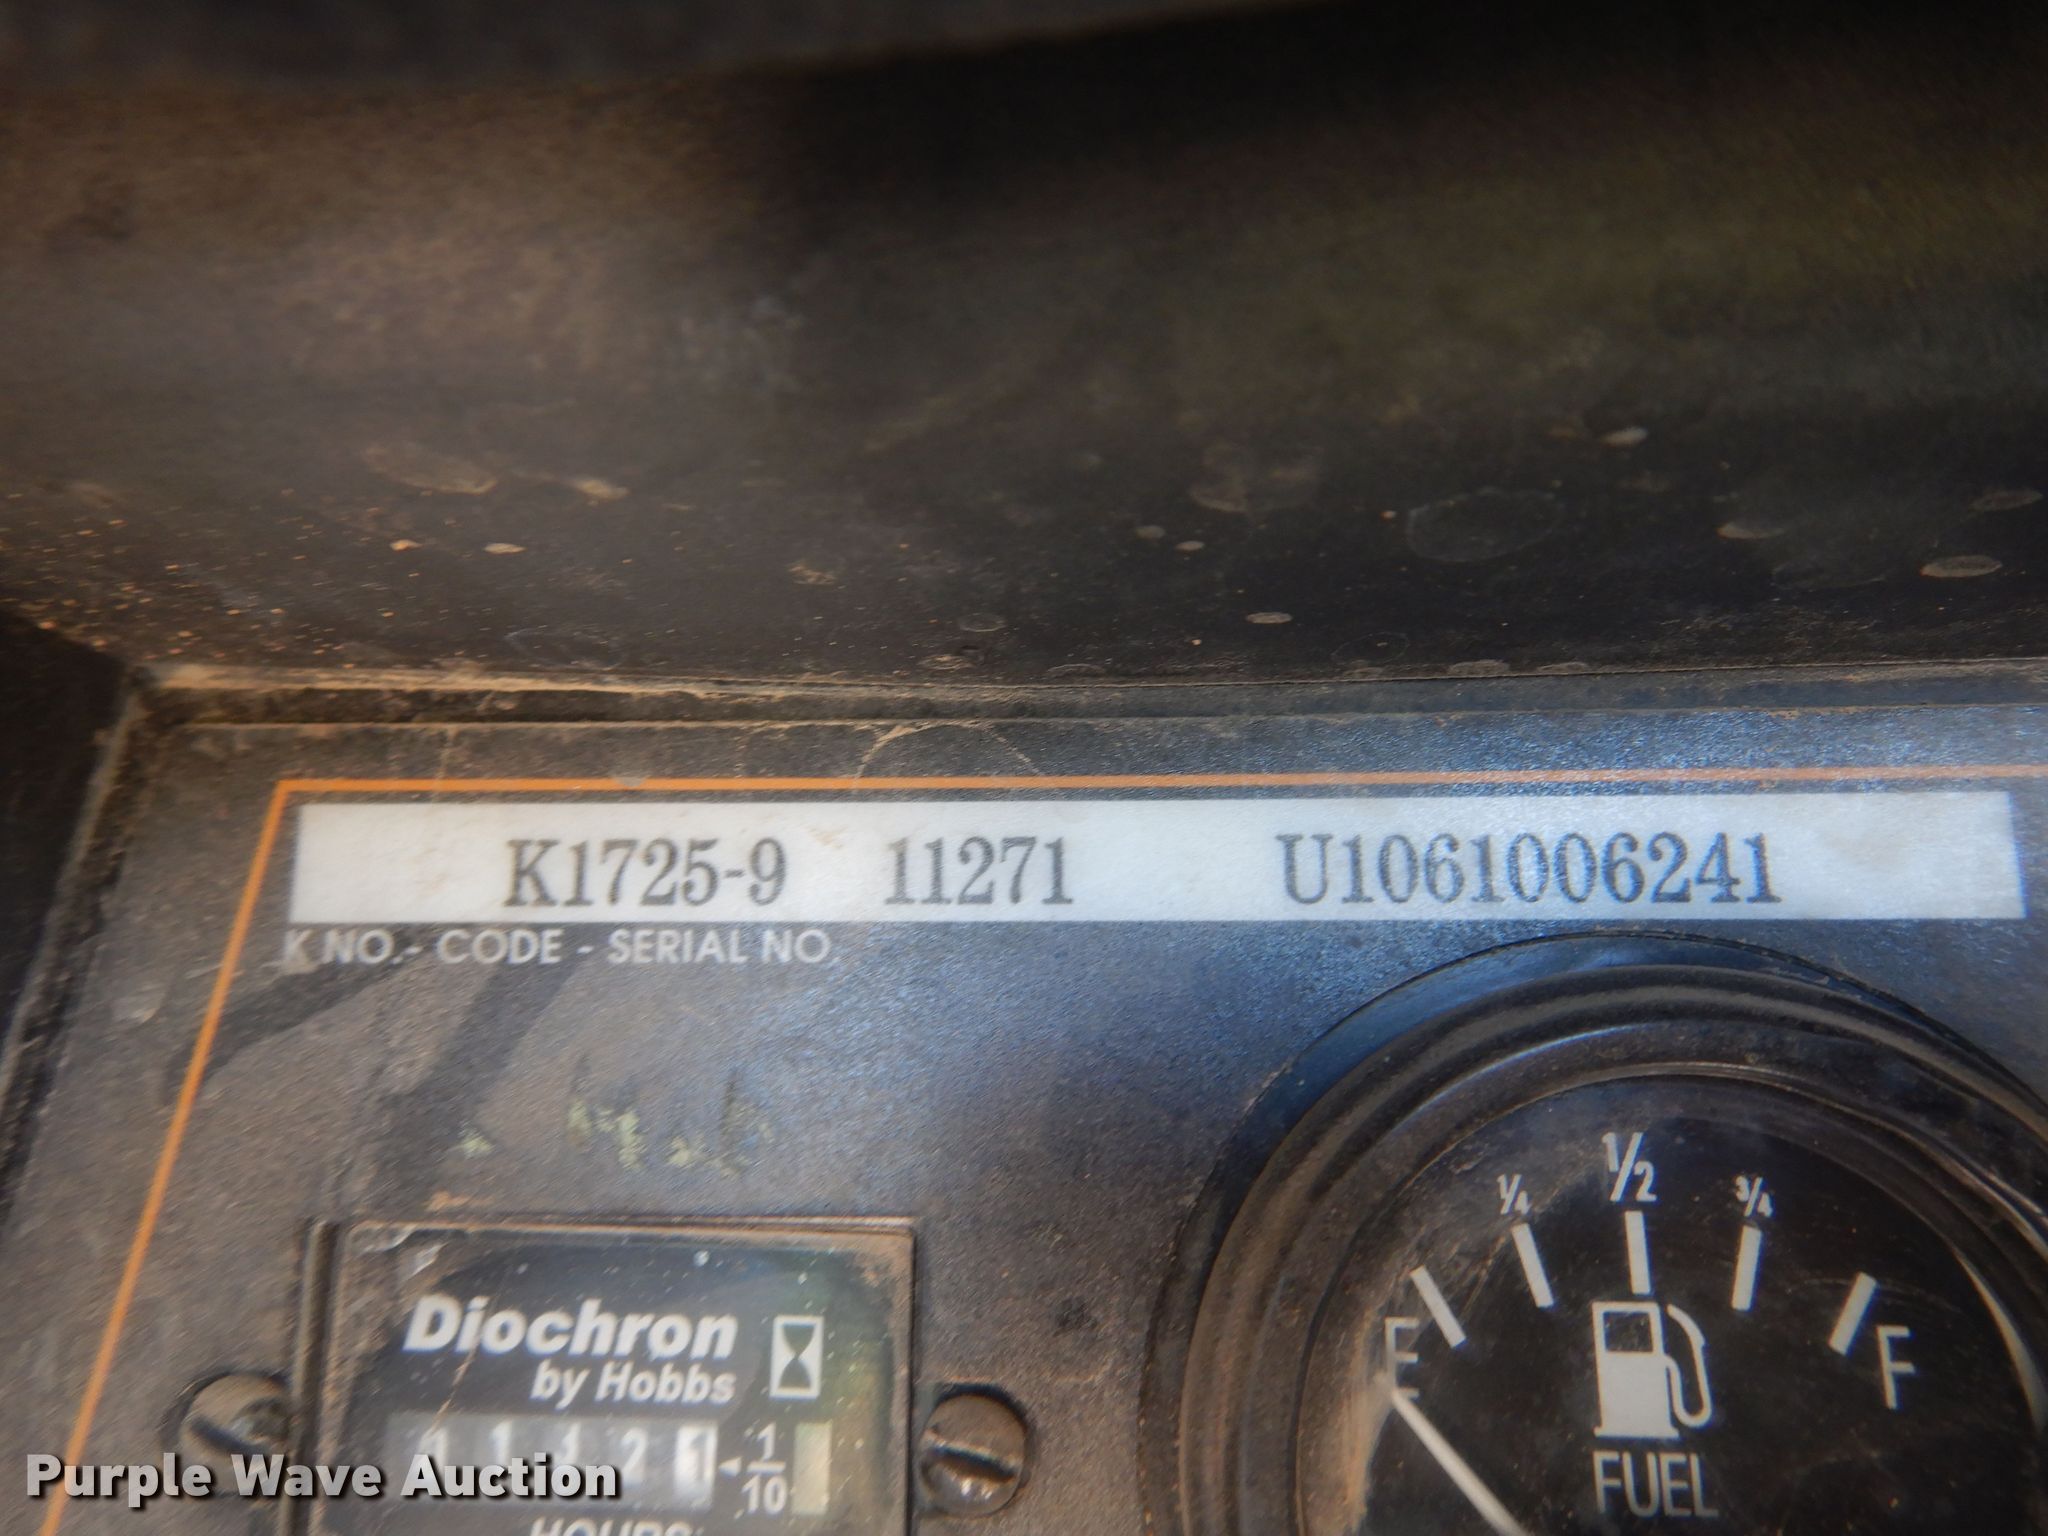 K1725-9 11271 U1061006241
K NO.- CODE - SERIAL NO.
1/4 1/2 3/4
E F
FUEL
Diochron
by Hobbs
1/10
HOURS
Purple Wave Auction